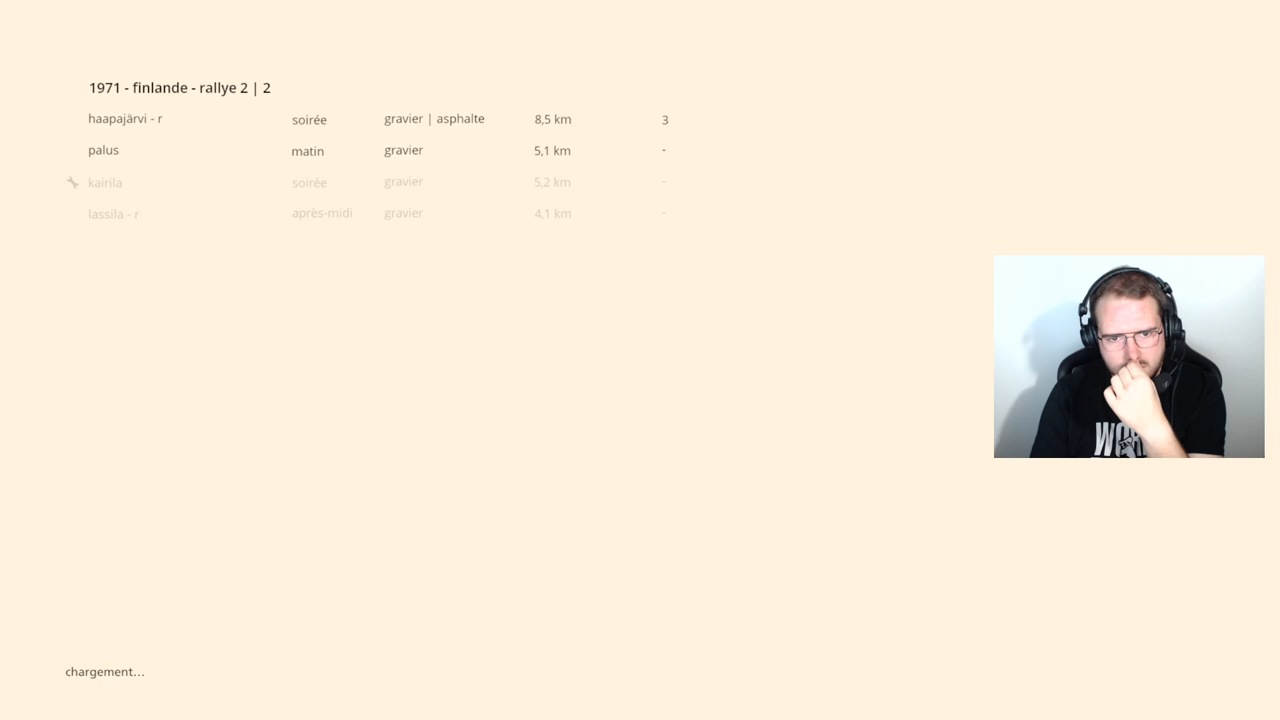 1971 - finlande - rallye 2 | 2
haapajärvi - r soirée gravier | asphalte 8,5 km 3
palus matin gravier 5,1 km -
kairila soirée gravier 5,2 km -
lassila - r après-midi gravier 4,1 km -
chargement...